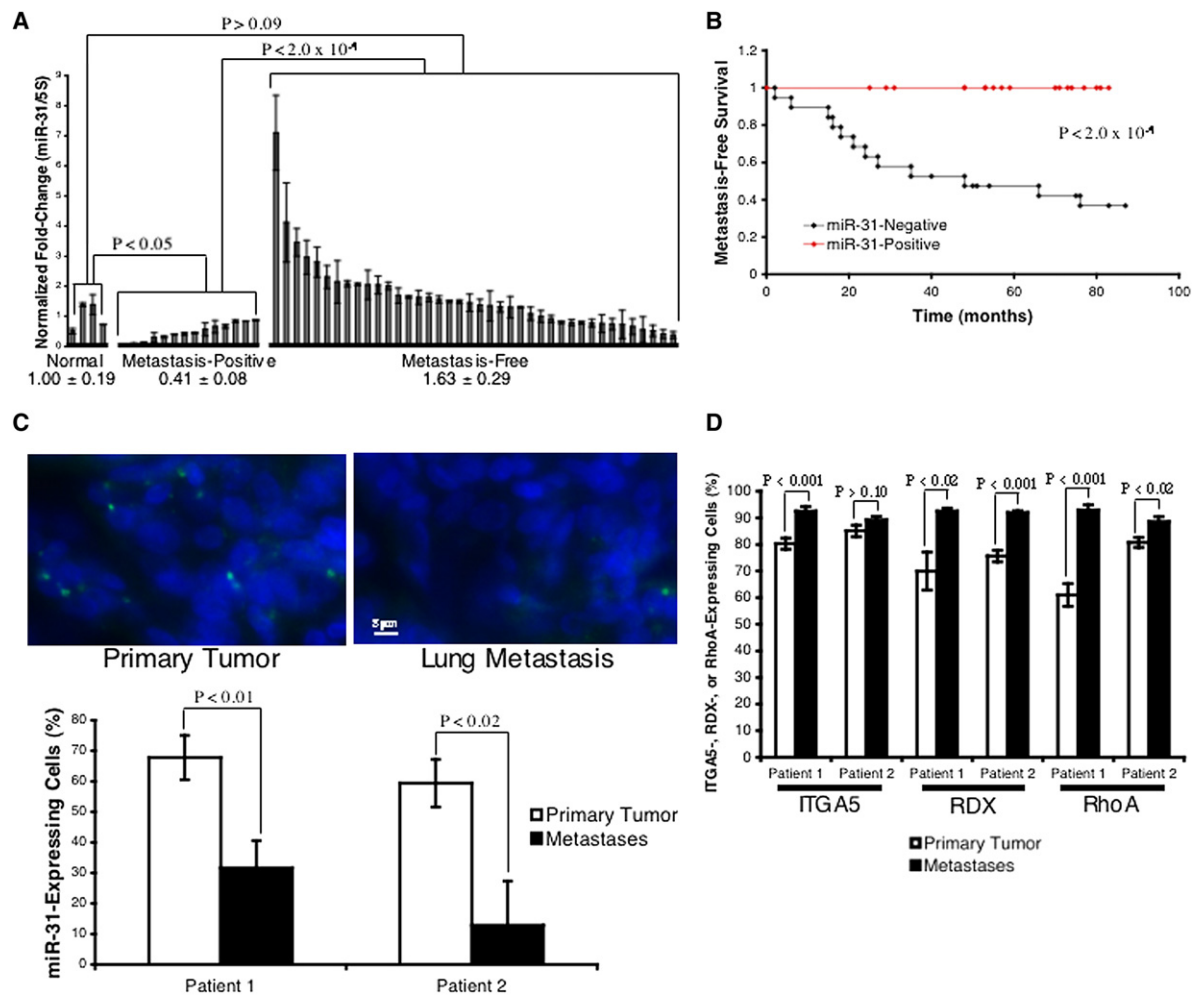 A
P > 0.09
P < 2.0 x 10
Normalized Fold-Change (miR-31/5S)
9
8
7
6
5
4
3
2
1
0
P < 0.05
Normal
1.00 ± 0.19
Metastasis-Positive
0.41 ± 0.08
Metastasis-Free
1.63 ± 0.29
B
Metastasis-Free Survival
1.2
1
0.8
0.6
0.4
0.2
0
P < 2.0 x 10
miR-31-Negative
miR-31-Positive
0 20 40 60 80 100
Time (months)
C
Primary Tumor
Lung Metastasis
miR-31-Expressing Cells (%)
80
70
60
50
40
30
20
10
0
P < 0.01
P < 0.02
Primary Tumor
Metastases
Patient 1 Patient 2
D
ITGA5-, RDX-, or RhoA-Expressing Cells (%)
100
90
80
70
60
50
40
30
20
10
0
P < 0.001
P > 0.10
P < 0.02
P < 0.001
P < 0.001
P < 0.02
Patient 1 Patient 2 Patient 1 Patient 2 Patient 1 Patient 2
ITGA5 RDX RhoA
Primary Tumor
Metastases